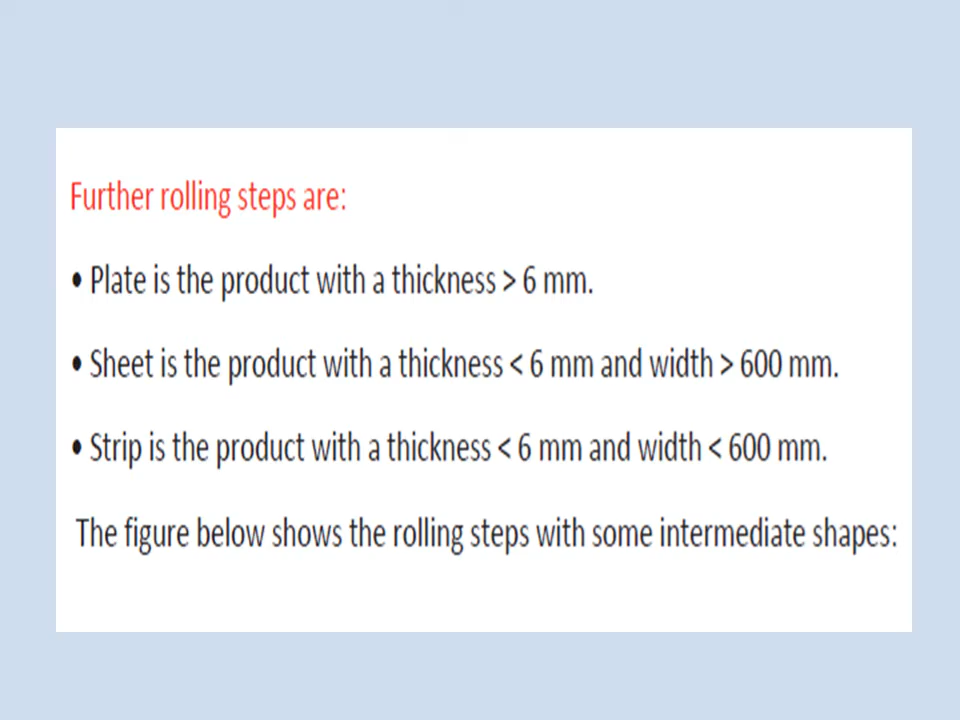 Further rolling steps are:
• Plate is the product with a thickness > 6 mm.
• Sheet is the product with a thickness < 6 mm and width > 600 mm.
• Strip is the product with a thickness < 6 mm and width < 600 mm.
The figure below shows the rolling steps with some intermediate shapes: